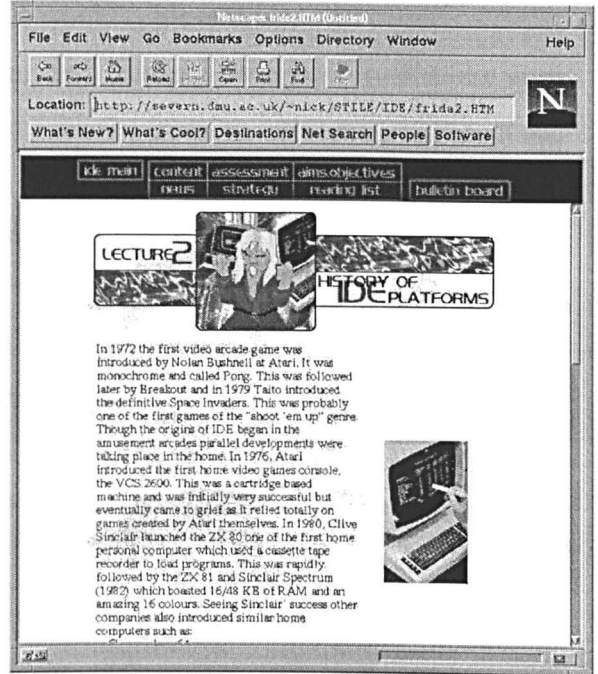 Netscape: fride2.HTM (Untitled)
File Edit View Go Bookmarks Options Directory Window Help
Back Forward Home Reload Open Print Find
Location: http://severn.dmu.ac.uk/~nick/STILE/IDE/frida2.HTM
N
What's New? What's Cool? Destinations Net Search People Software
ide main content assessment aims objectives
news strategy reading list bulletin board
LECTURE 2
HISTORY OF
IDE PLATFORMS
In 1972 the first video arcade game was
introduced by Nolan Bushnell at Atari. It was
monochrome and called Pong. This was followed
later by Breakout and in 1979 Taito introduced
the definitive Space Invaders. This was probably
one of the first games of the "shoot 'em up" genre.
Though the origins of IDE began in the
amusement arcades parallel developments were
taking place in the home. In 1976, Atari
introduced the first home video games console,
the VCS 2600. This was a cartridge based
machine and was initially very successful but
eventually came to grief as it relied totally on
games created by Atari themselves. In 1980, Clive
Sinclair launched the ZX 80 one of the first home
personal computer which used a cassette tape
recorder to load programs. This was rapidly
followed by the ZX 81 and Sinclair Spectrum
(1982) which boasted 16/48 KB of RAM and an
amazing 16 colours. Seeing Sinclair' success other
companies also introduced similar home
computers such as: